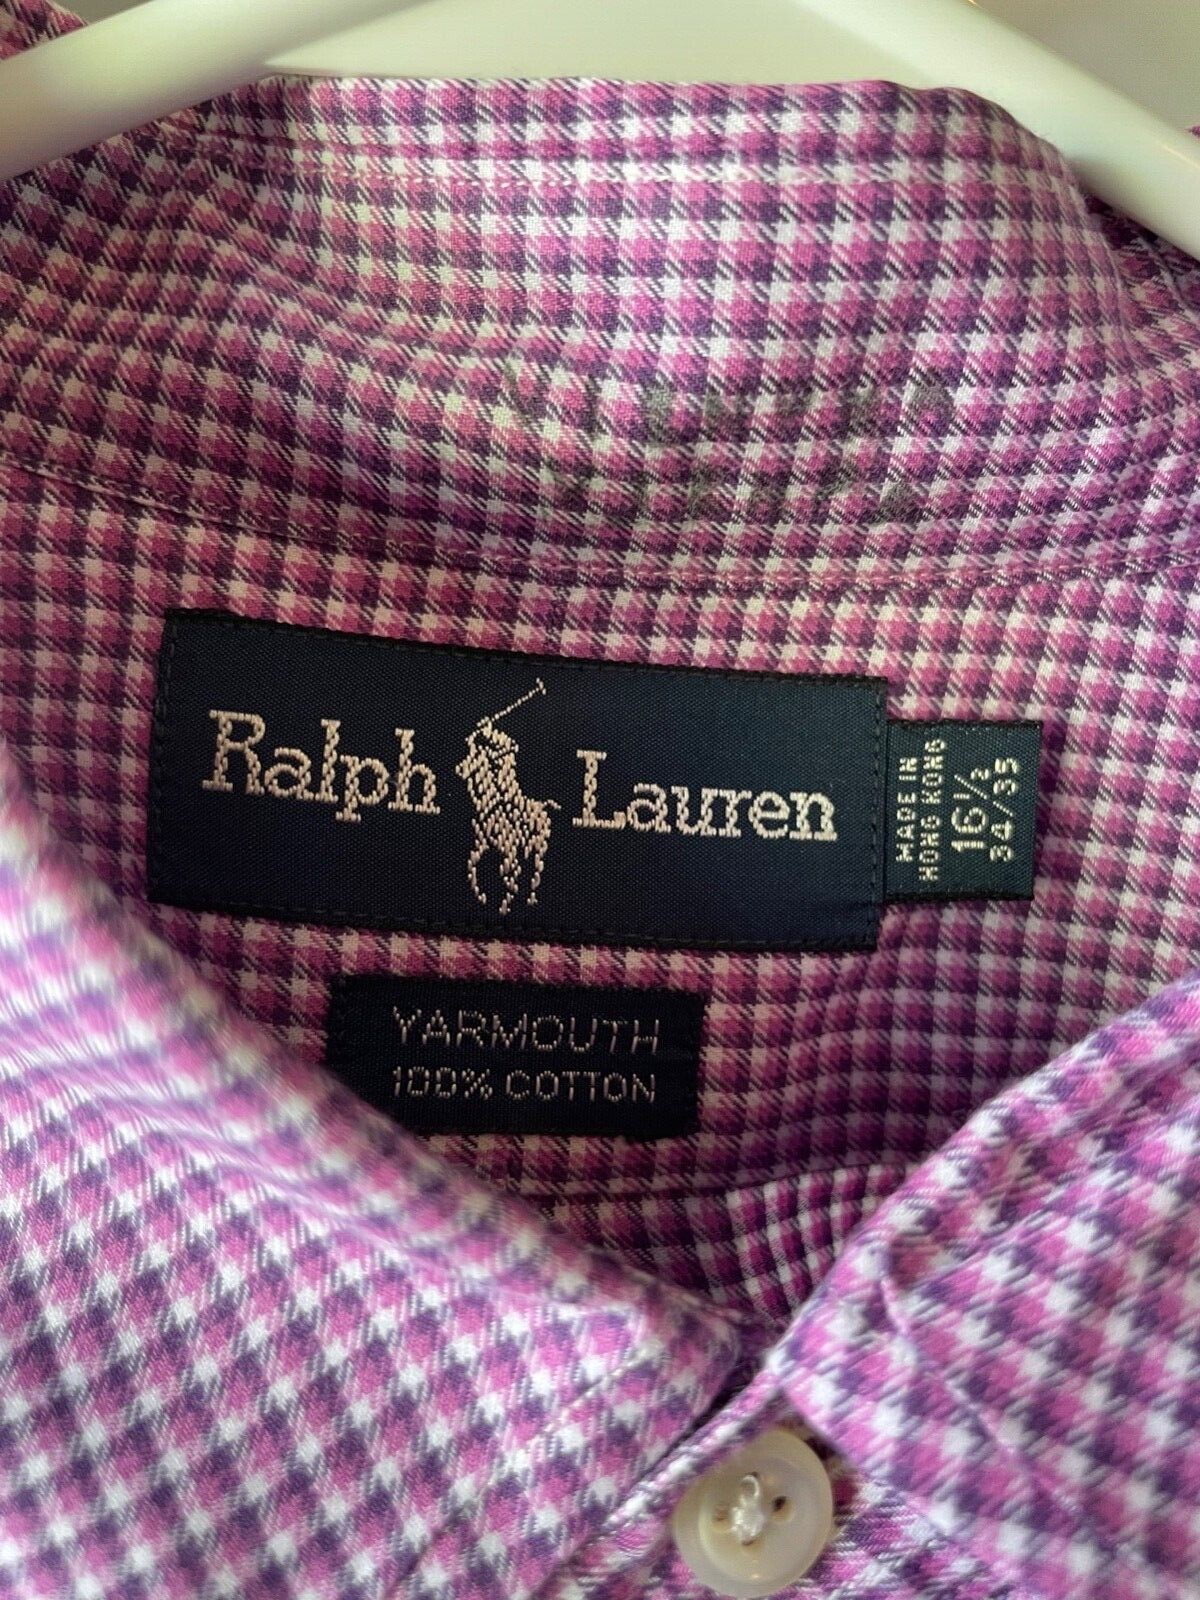 Ralph Lauren
MADE IN
HONG KONG
16½
34/35
YARMOUTH
100% COTTON